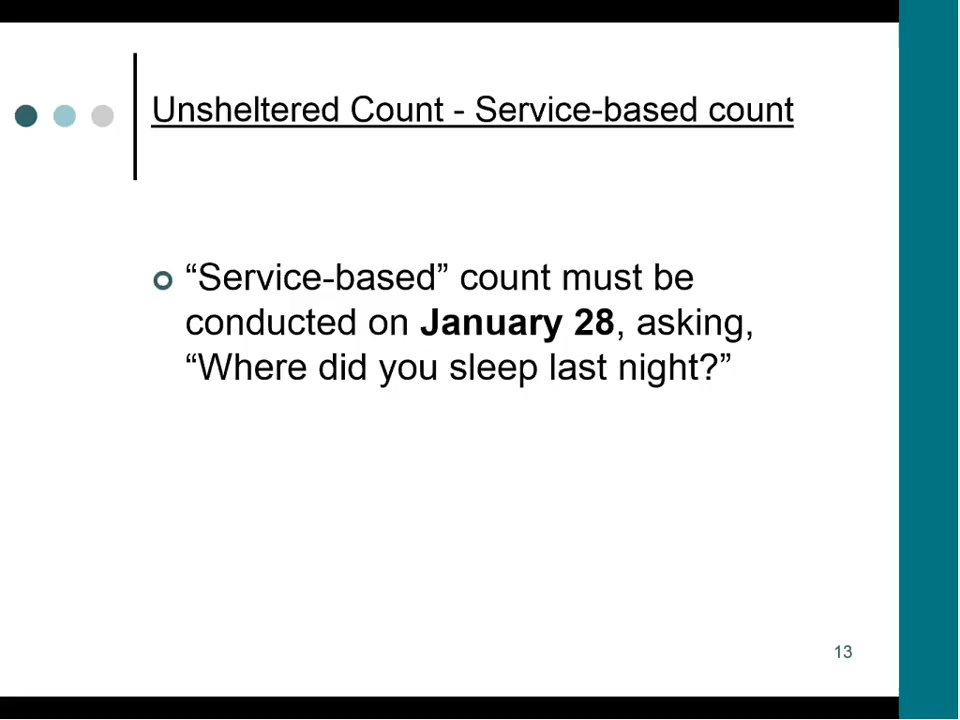 Unsheltered Count - Service-based count
“Service-based” count must be
conducted on January 28, asking,
“Where did you sleep last night?”
13